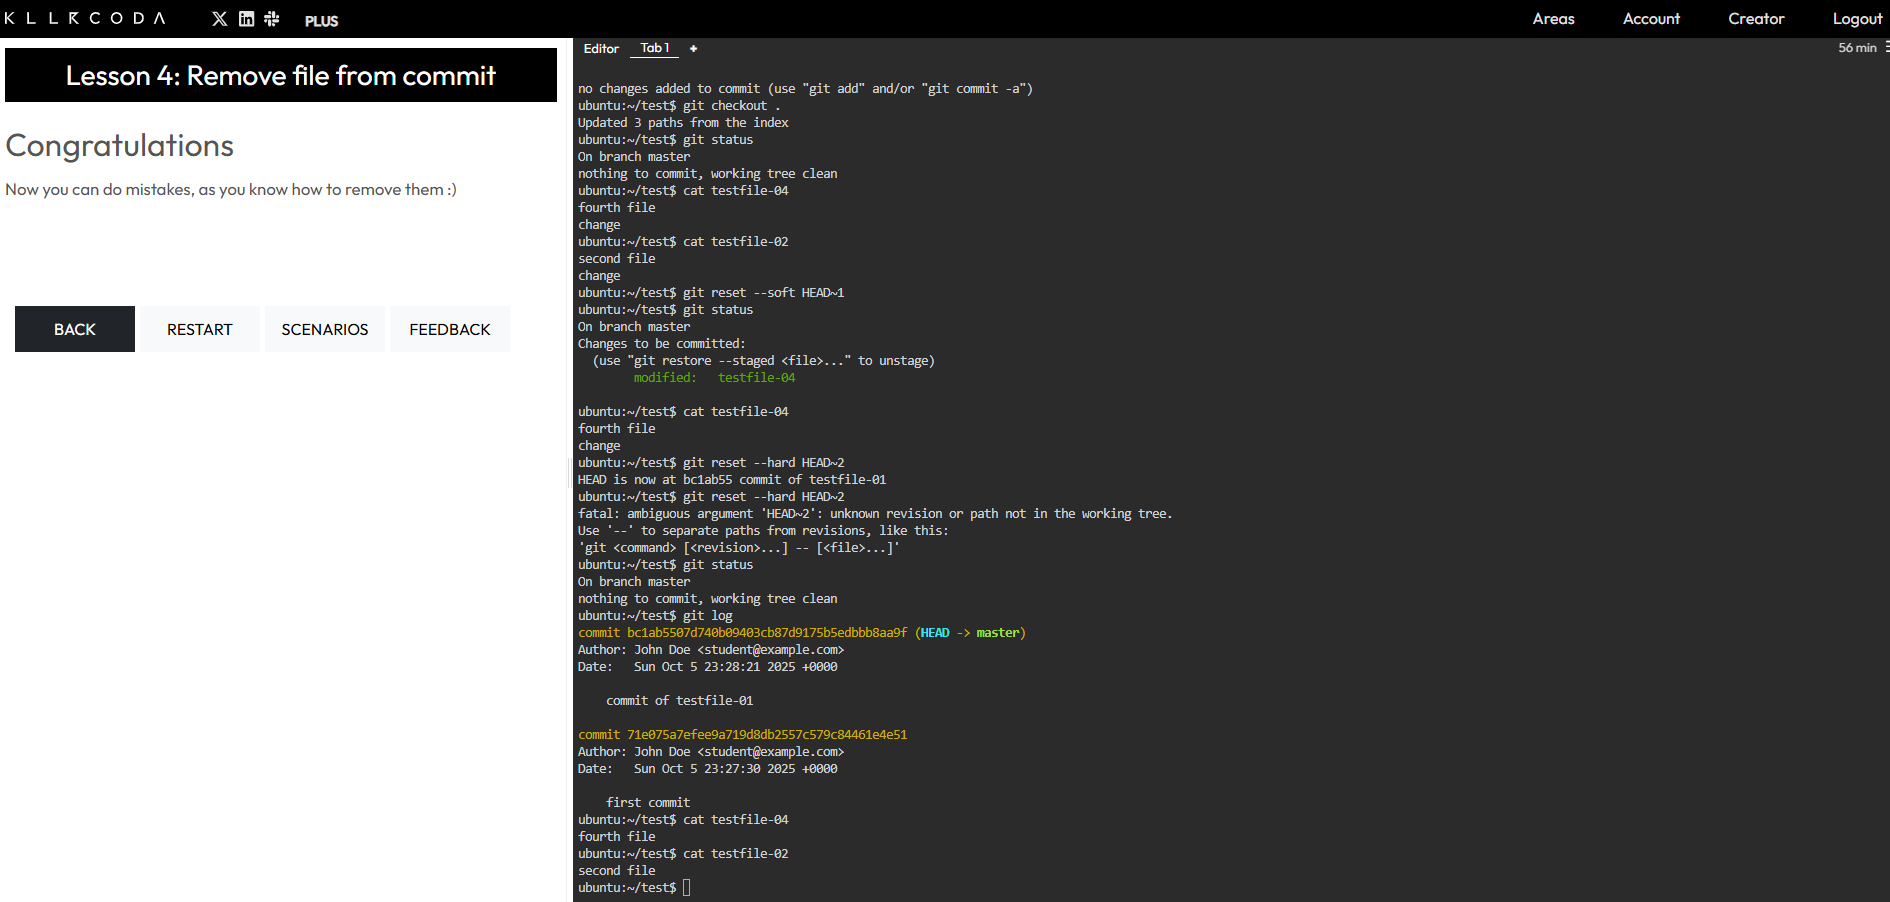 KLLRCODA
PLUS
Areas
Account
Creator
Logout
Lesson 4: Remove file from commit
Congratulations
Now you can do mistakes, as you know how to remove them :)
BACK
RESTART
SCENARIOS
FEEDBACK
Editor
Tab 1
+
56 min
no changes added to commit (use "git add" and/or "git commit -a")
ubuntu:~/test$ git checkout .
Updated 3 paths from the index
ubuntu:~/test$ git status
On branch master
nothing to commit, working tree clean
ubuntu:~/test$ cat testfile-04
fourth file
change
ubuntu:~/test$ cat testfile-02
second file
change
ubuntu:~/test$ git reset --soft HEAD~1
ubuntu:~/test$ git status
On branch master
Changes to be committed:
  (use "git restore --staged <file>..." to unstage)
        modified:   testfile-04
ubuntu:~/test$ cat testfile-04
fourth file
change
ubuntu:~/test$ git reset --hard HEAD~2
HEAD is now at bc1ab55 commit of testfile-01
ubuntu:~/test$ git reset --hard HEAD~2
fatal: ambiguous argument 'HEAD~2': unknown revision or path not in the working tree.
Use '--' to separate paths from revisions, like this:
'git <command> [<revision>...] -- [<file>...]'
ubuntu:~/test$ git status
On branch master
nothing to commit, working tree clean
ubuntu:~/test$ git log
commit bc1ab5507d740b09403cb87d9175b5edbbb8aa9f (HEAD -> master)
Author: John Doe <student@example.com>
Date:   Sun Oct 5 23:28:21 2025 +0000
    commit of testfile-01
commit 71e075a7efee9a719d8db2557c579c84461e4e51
Author: John Doe <student@example.com>
Date:   Sun Oct 5 23:27:30 2025 +0000
    first commit
ubuntu:~/test$ cat testfile-04
fourth file
ubuntu:~/test$ cat testfile-02
second file
ubuntu:~/test$